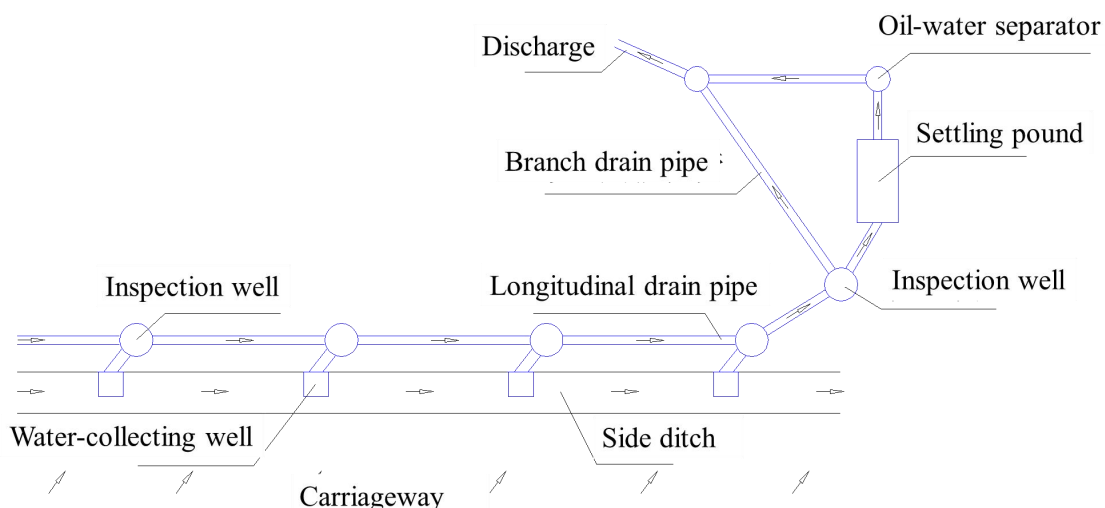 Oil-water separator
Discharge
Settling pound
Branch drain pipe
Inspection well
Longitudinal drain pipe
Inspection well
Water-collecting well
Side ditch
Carriageway